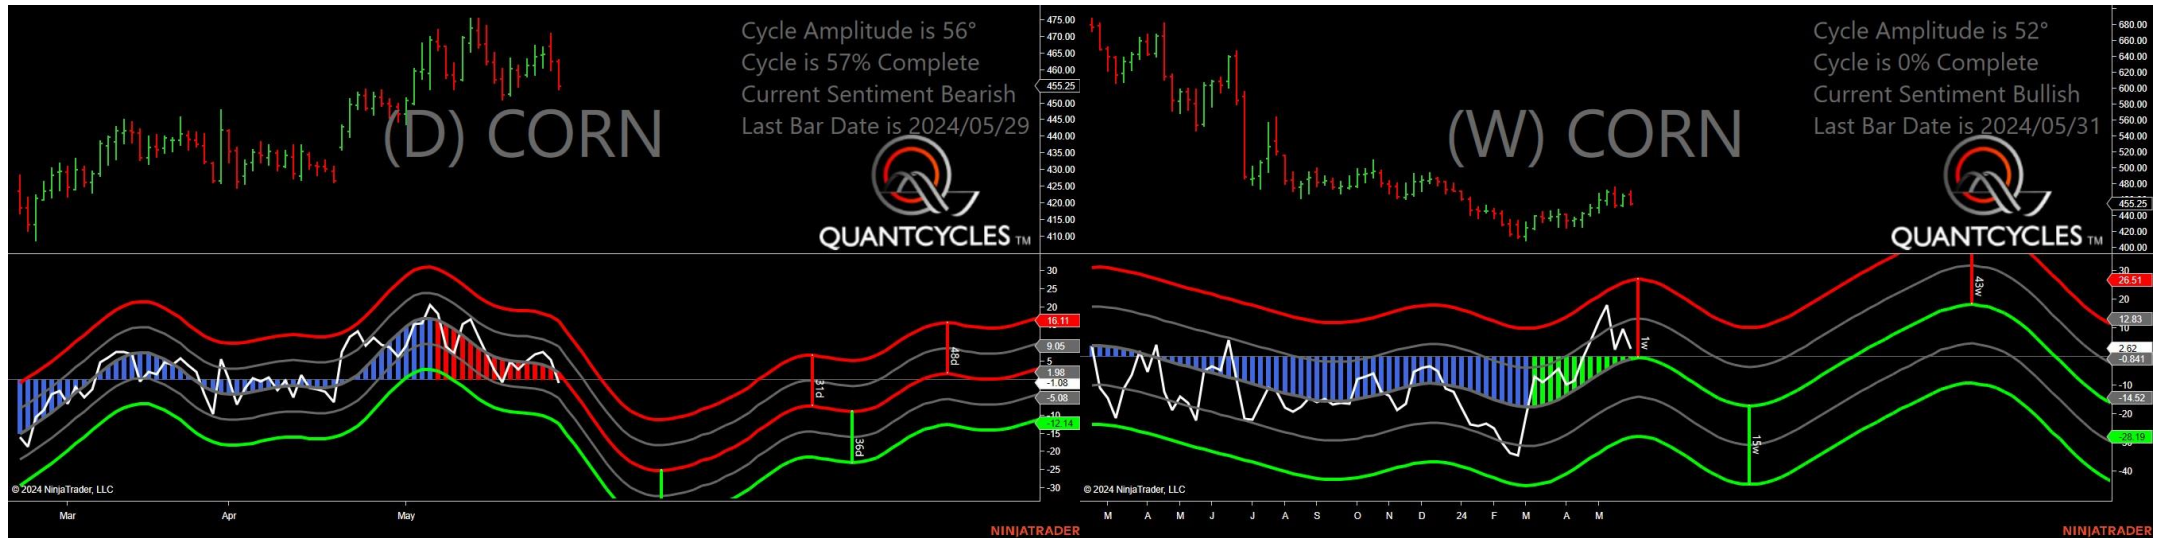 Cycle Amplitude is 56°
Cycle is 57% Complete
Current Sentiment Bearish
Last Bar Date is 2024/05/29
(D) CORN
QUANTCYCLES TM
475.00
470.00
465.00
460.00
455.25
450.00
445.00
440.00
435.00
430.00
425.00
420.00
415.00
410.00
30
25
20
16.11
9.05
5
1.98
-1.08
-5.08
-10
-12.14
-15
-20
-25
-30
31d
36d
48d
© 2024 NinjaTrader, LLC
Mar Apr May
NINJATRADER
Cycle Amplitude is 52°
Cycle is 0% Complete
Current Sentiment Bullish
Last Bar Date is 2024/05/31
(W) CORN
QUANTCYCLES TM
680.00
660.00
640.00
620.00
600.00
580.00
560.00
540.00
520.00
500.00
480.00
455.25
440.00
420.00
400.00
30
26.51
20
12.83
10
2.62
-0.841
-10
-14.52
-20
-28.19
-40
1w
15w
43w
© 2024 NinjaTrader, LLC
M A M J J A S O N D 24 F M A M
NINJATRADER